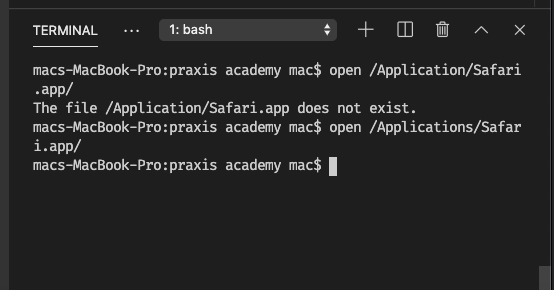 TERMINAL ··· 1: bash
macs-MacBook-Pro:praxis academy mac$ open /Application/Safari
.app/
The file /Application/Safari.app does not exist.
macs-MacBook-Pro:praxis academy mac$ open /Applications/Safar
i.app/
macs-MacBook-Pro:praxis academy mac$